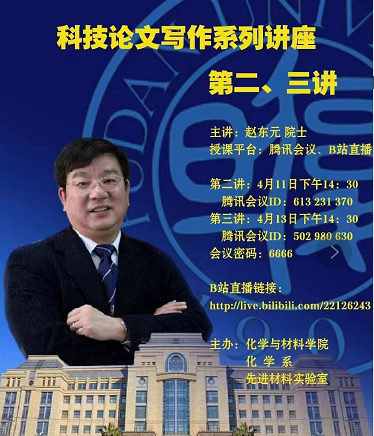 科技论文写作系列讲座
第二、三讲
主讲：赵东元 院士
授课平台：腾讯会议、B站直播
第二讲：4月11日下午14：30
腾讯会议ID：613 231 370
第三讲：4月13日下午14：30
腾讯会议ID：502 980 630
会议密码：6666
B站直播链接：
http://live.bilibili.com/22126243
主办：化学与材料学院
化 学 系
先进材料实验室